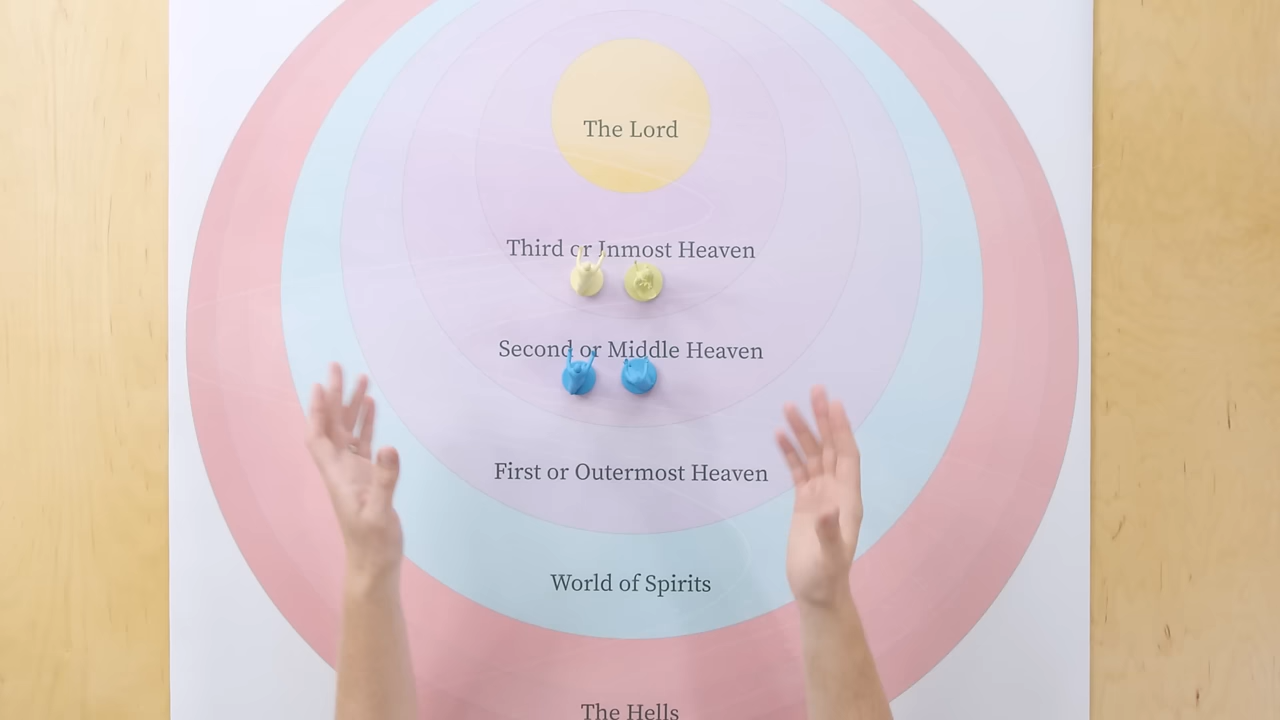 The Lord
Third or Inmost Heaven
Second or Middle Heaven
First or Outermost Heaven
World of Spirits
The Hells